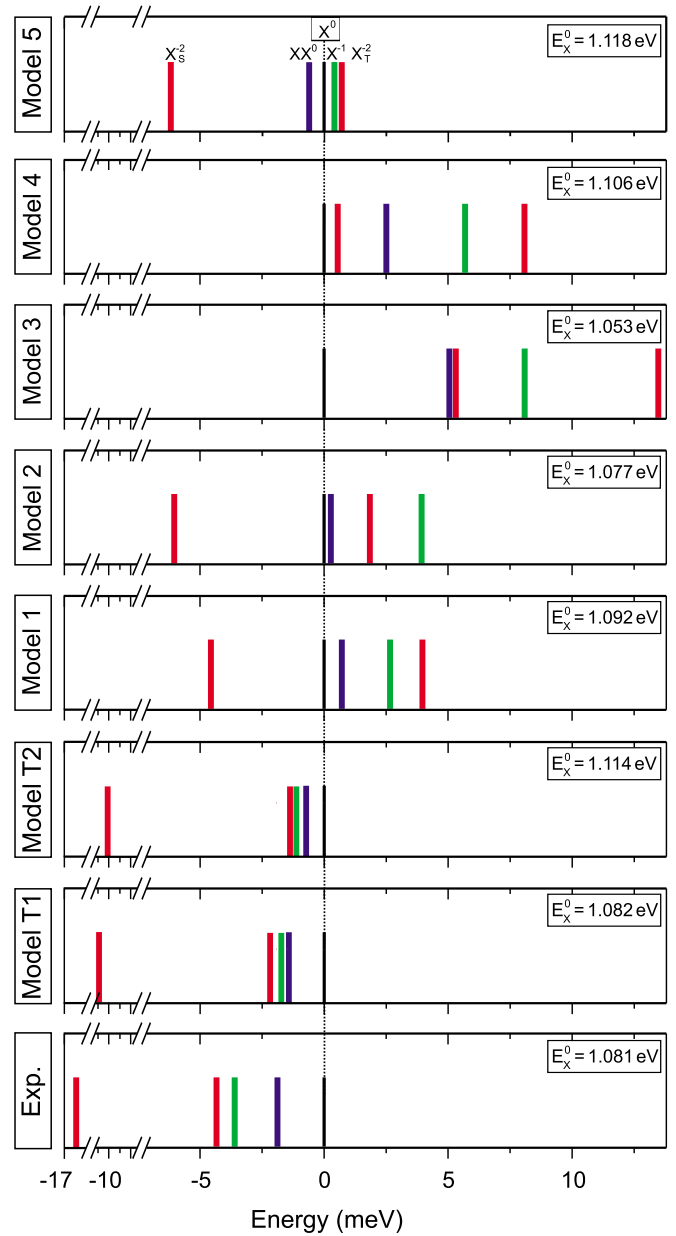 Model 5
X⁰
E_X^0 = 1.118 eV
X_S^-2
XX⁰
X^-1
X_T^-2
Model 4
E_X^0 = 1.106 eV
Model 3
E_X^0 = 1.053 eV
Model 2
E_X^0 = 1.077 eV
Model 1
E_X^0 = 1.092 eV
Model T2
E_X^0 = 1.114 eV
Model T1
E_X^0 = 1.082 eV
Exp.
E_X^0 = 1.081 eV
-17 -10 -5 0 5 10
Energy (meV)